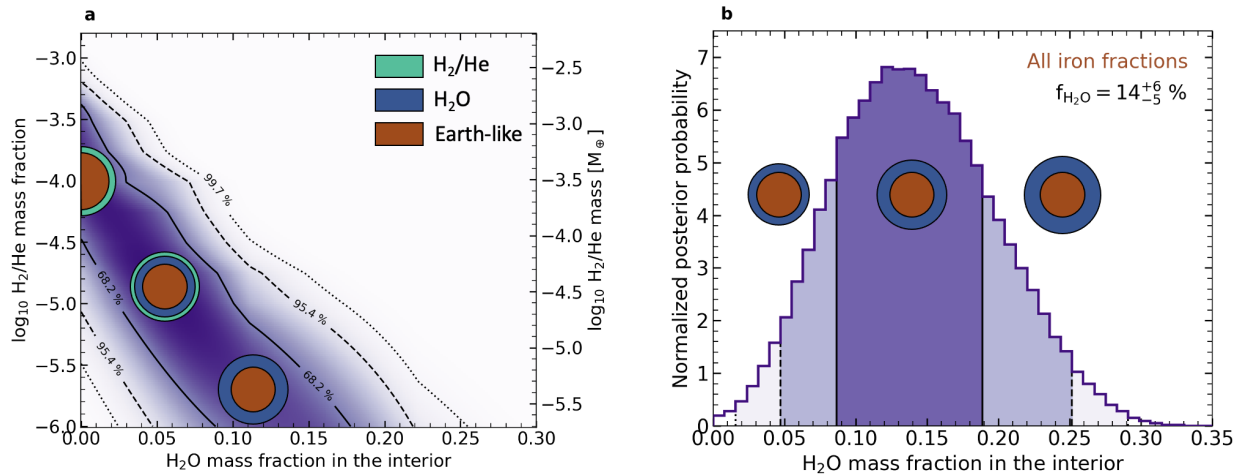 a
log₁₀ H₂/He mass fraction
−3.0
−3.5
−4.0
−4.5
−5.0
−5.5
−6.0
H₂/He
H₂O
Earth-like
99.7 %
95.4 %
68.2 %
68.2 %
95.4 %
−2.5
−3.0
−3.5
−4.0
−4.5
−5.0
−5.5
log₁₀ H₂/He mass [M⊕]
0.00 0.05 0.10 0.15 0.20 0.25 0.30
H₂O mass fraction in the interior
b
Normalized posterior probability
7
6
5
4
3
2
1
0
All iron fractions
f_H₂O = 14⁺⁶₋₅ %
0.00 0.05 0.10 0.15 0.20 0.25 0.30 0.35
H₂O mass fraction in the interior